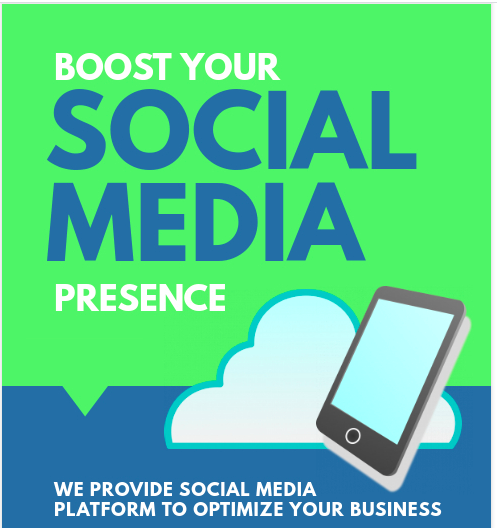 BOOST YOUR
SOCIAL
MEDIA
PRESENCE
WE PROVIDE SOCIAL MEDIA
PLATFORM TO OPTIMIZE YOUR BUSINESS